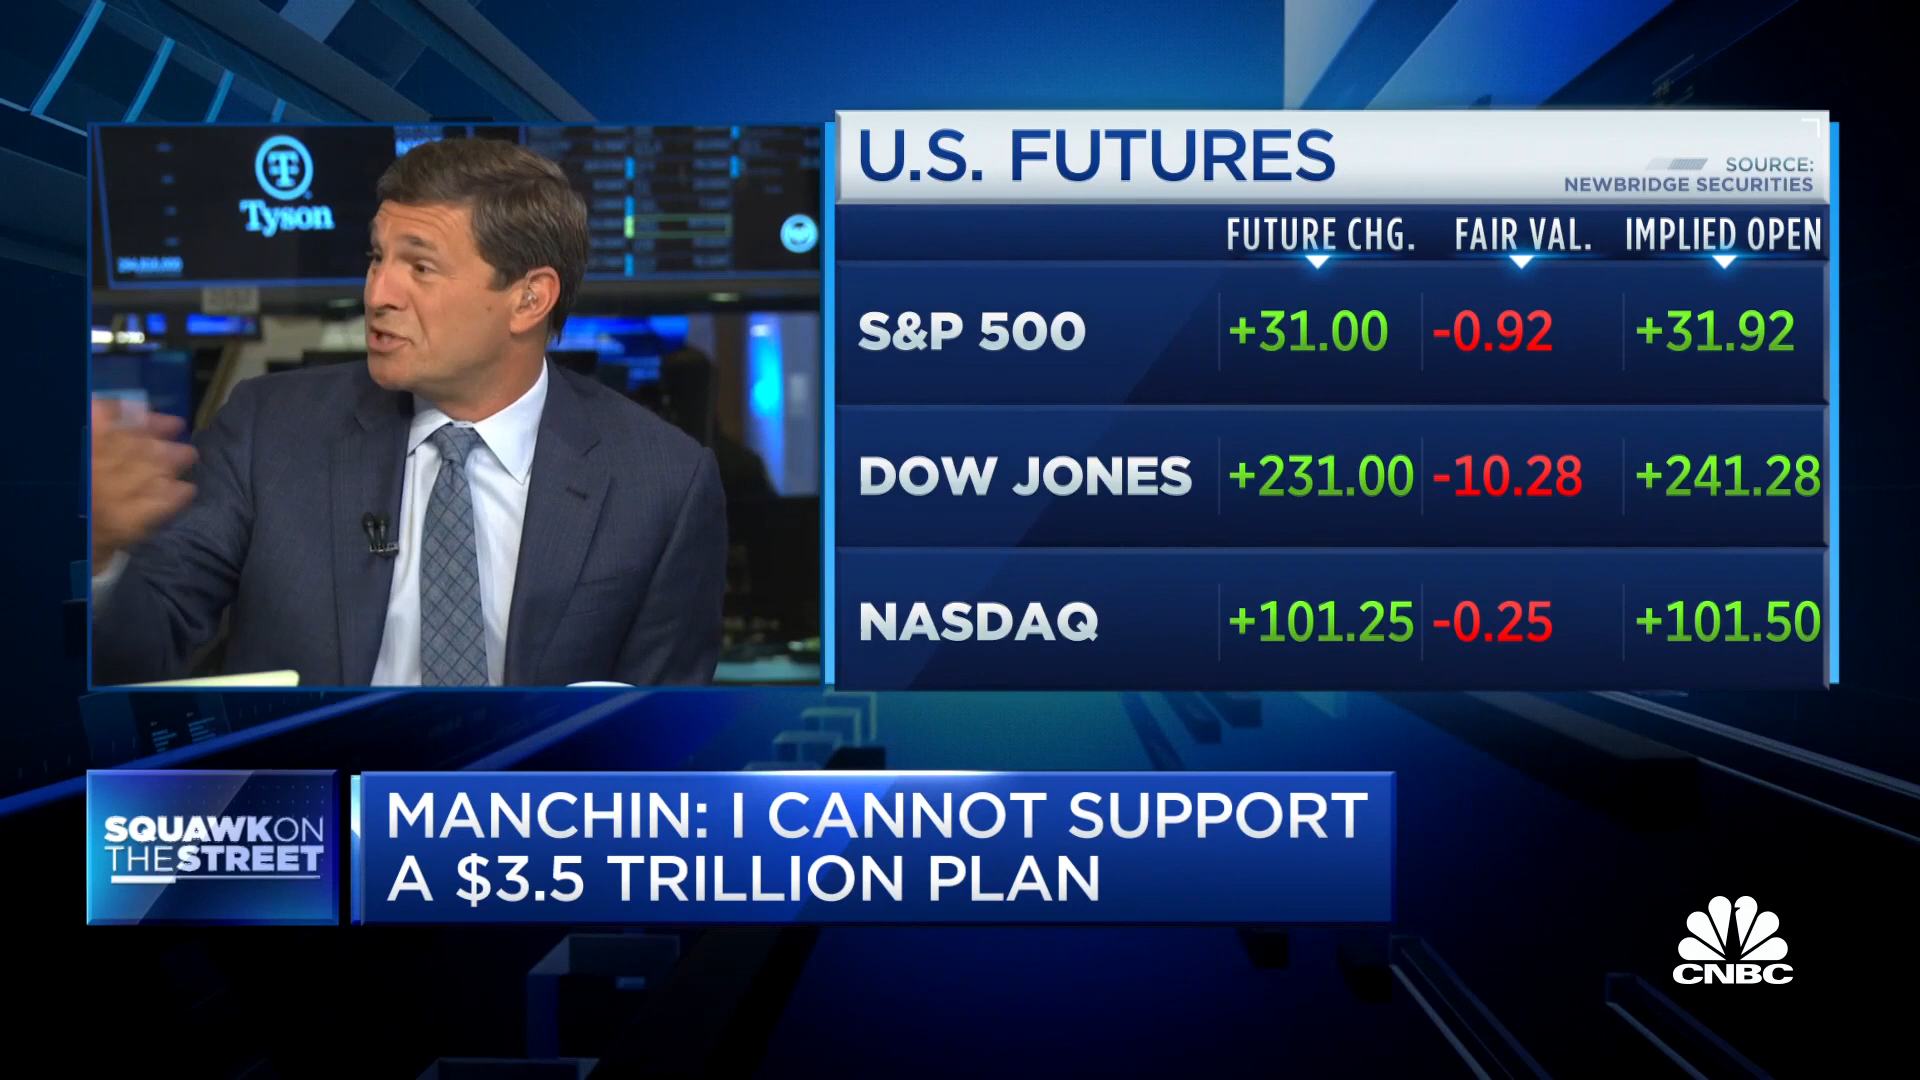 Tyson
U.S. FUTURES
SOURCE:
NEWBRIDGE SECURITIES
FUTURE CHG. FAIR VAL. IMPLIED OPEN
S&P 500 +31.00 -0.92 +31.92
DOW JONES +231.00 -10.28 +241.28
NASDAQ +101.25 -0.25 +101.50
SQUAWK ON
THE STREET
MANCHIN: I CANNOT SUPPORT
A $3.5 TRILLION PLAN
CNBC